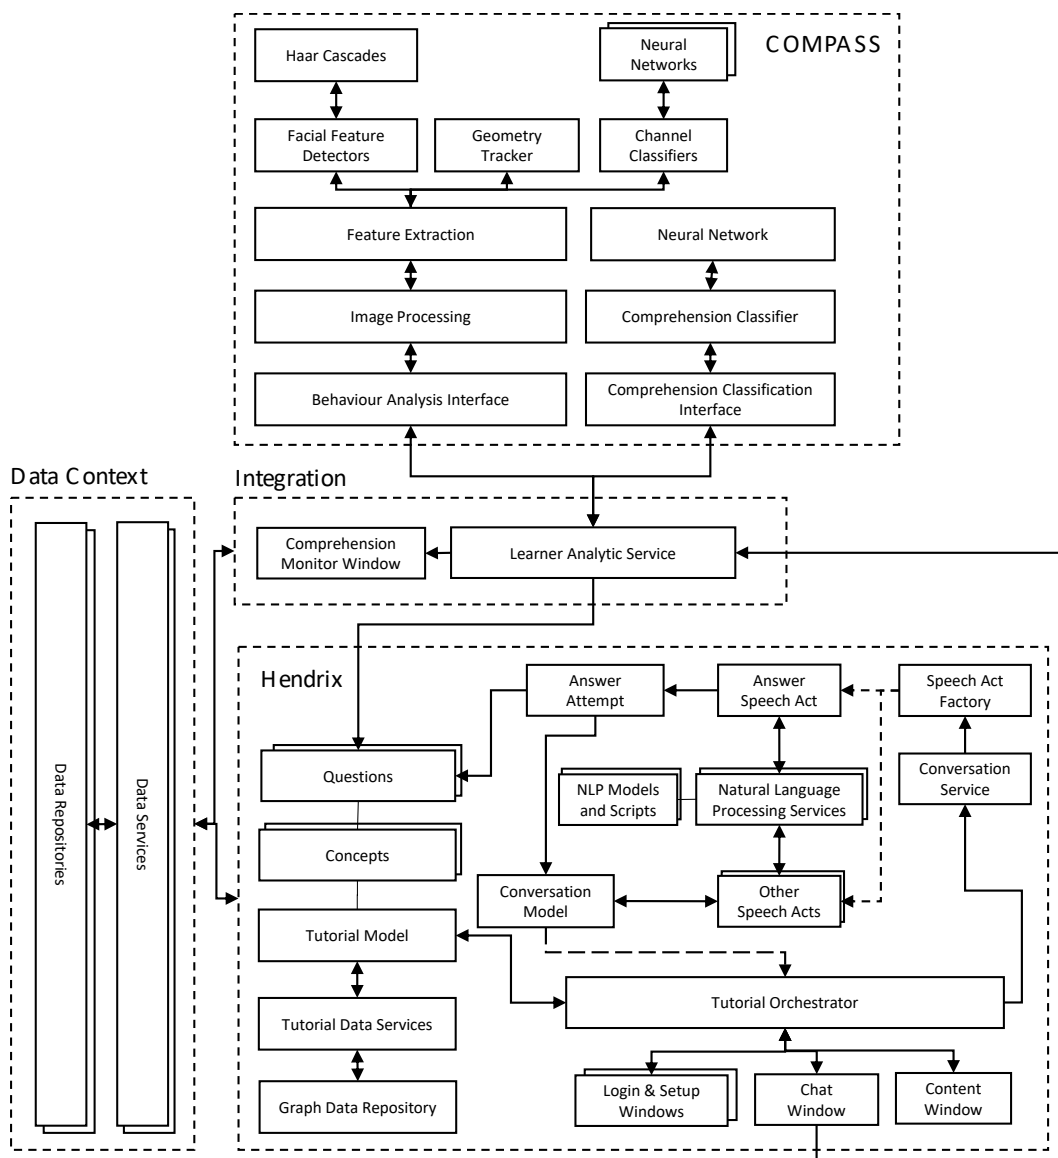 COMPASS
Haar Cascades
Neural
Networks
Facial Feature
Detectors
Geometry
Tracker
Channel
Classifiers
Feature Extraction
Neural Network
Image Processing
Comprehension Classifier
Behaviour Analysis Interface
Comprehension Classification
Interface
Data Context
Integration
Comprehension
Monitor Window
Learner Analytic Service
Data Repositories
Data Services
Hendrix
Answer
Attempt
Answer
Speech Act
Speech Act
Factory
Questions
NLP Models
and Scripts
Natural Language
Processing Services
Conversation
Service
Concepts
Conversation
Model
Other
Speech Acts
Tutorial Model
Tutorial Orchestrator
Tutorial Data Services
Graph Data Repository
Login & Setup
Windows
Chat
Window
Content
Window